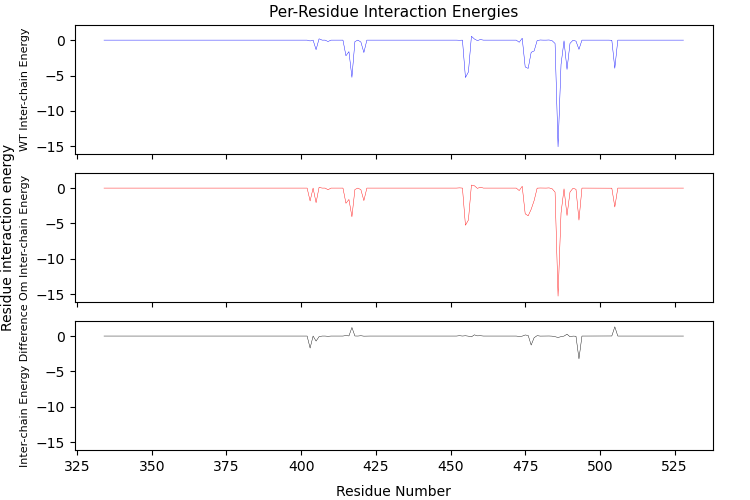 Per-Residue Interaction Energies
Residue interaction energy
WT Inter-chain Energy
0
−5
−10
−15
Om Inter-chain Energy
0
−5
−10
−15
Inter-chain Energy Difference
0
−5
−10
−15
325 350 375 400 425 450 475 500 525
Residue Number